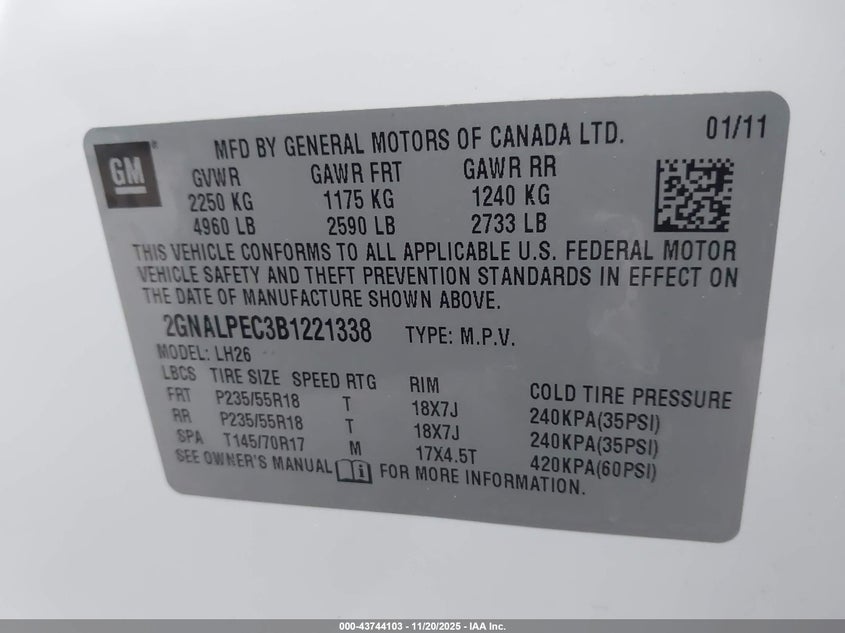 GM
MFD BY GENERAL MOTORS OF CANADA LTD. 01/11
GVWR GAWR FRT GAWR RR
2250 KG 1175 KG 1240 KG
4960 LB 2590 LB 2733 LB
THIS VEHICLE CONFORMS TO ALL APPLICABLE U.S. FEDERAL MOTOR
VEHICLE SAFETY AND THEFT PREVENTION STANDARDS IN EFFECT ON
THE DATE OF MANUFACTURE SHOWN ABOVE.
2GNALPEC3B1221338 TYPE: M.P.V.
MODEL: LH26
LBCS TIRE SIZE SPEED RTG RIM COLD TIRE PRESSURE
FRT P235/55R18 T 18X7J 240KPA(35PSI)
RR P235/55R18 T 18X7J 240KPA(35PSI)
SPA T145/70R17 M 17X4.5T 420KPA(60PSI)
SEE OWNER'S MANUAL FOR MORE INFORMATION.
000-43744103 - 11/20/2025 - IAA Inc.